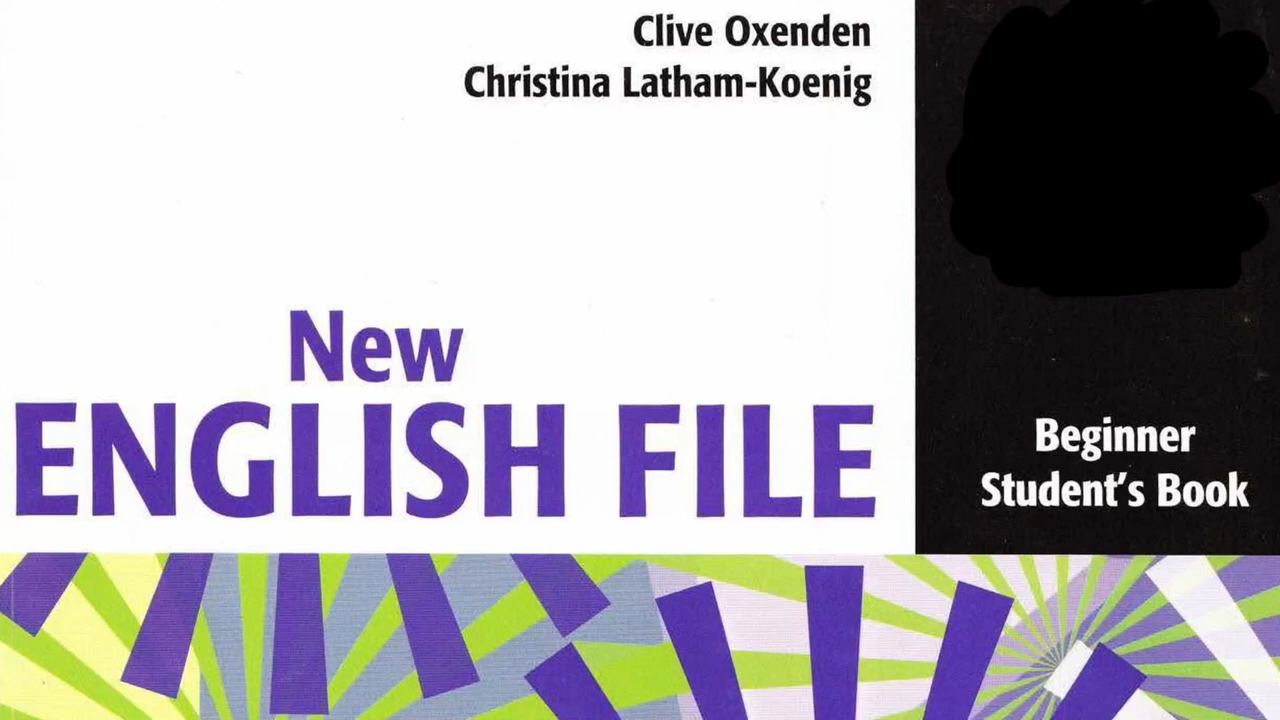 Clive Oxenden
Christina Latham-Koenig
New
ENGLISH FILE
Beginner
Student's Book